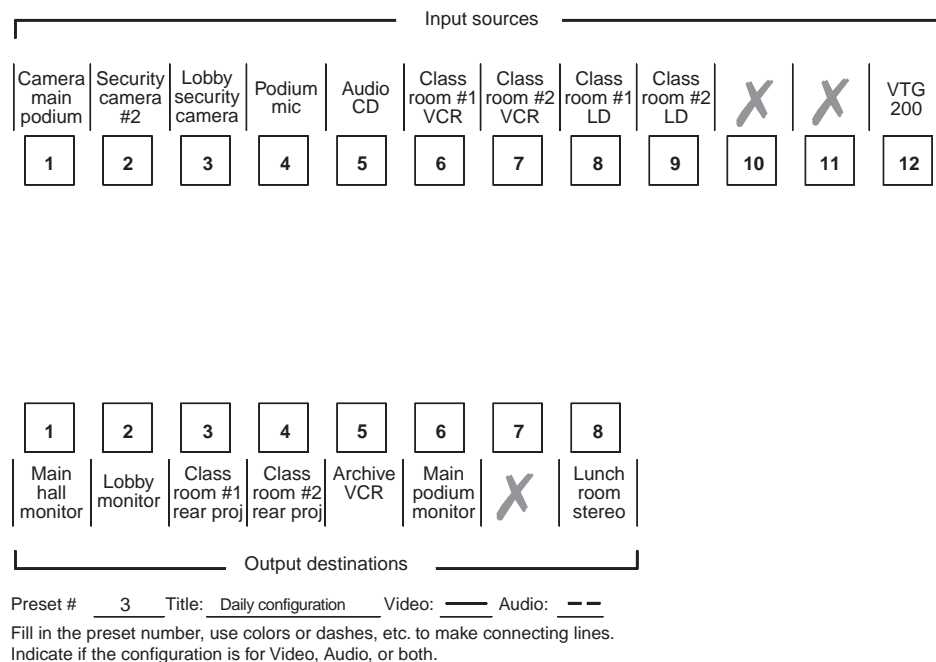 Input sources
Camera main podium
Security camera #2
Lobby security camera
Podium mic
Audio CD
Class room #1 VCR
Class room #2 VCR
Class room #1 LD
Class room #2 LD
X
X
VTG 200
1 2 3 4 5 6 7 8 9 10 11 12
1 2 3 4 5 6 7 8
Main hall monitor
Lobby monitor
Class room #1 rear proj
Class room #2 rear proj
Archive VCR
Main podium monitor
X
Lunch room stereo
Output destinations
Preset # 3 Title: Daily configuration Video: Audio:
Fill in the preset number, use colors or dashes, etc. to make connecting lines.
Indicate if the configuration is for Video, Audio, or both.